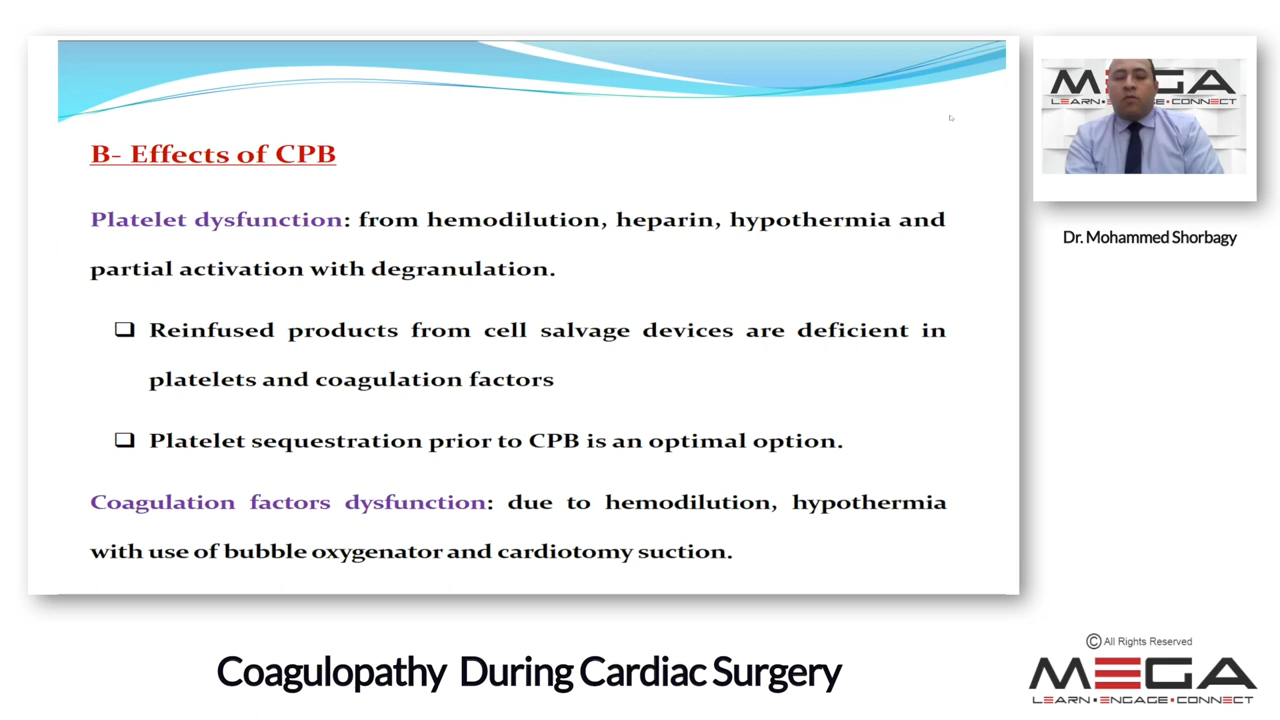 B- Effects of CPB
Platelet dysfunction: from hemodilution, heparin, hypothermia and
partial activation with degranulation.
❑ Reinfused products from cell salvage devices are deficient in
platelets and coagulation factors
❑ Platelet sequestration prior to CPB is an optimal option.
Coagulation factors dysfunction: due to hemodilution, hypothermia
with use of bubble oxygenator and cardiotomy suction.
MEGA
LEARN•ENGAGE•CONNECT
Dr. Mohammed Shorbagy
Coagulopathy During Cardiac Surgery
© All Rights Reserved
MEGA
LEARN•ENGAGE•CONNECT